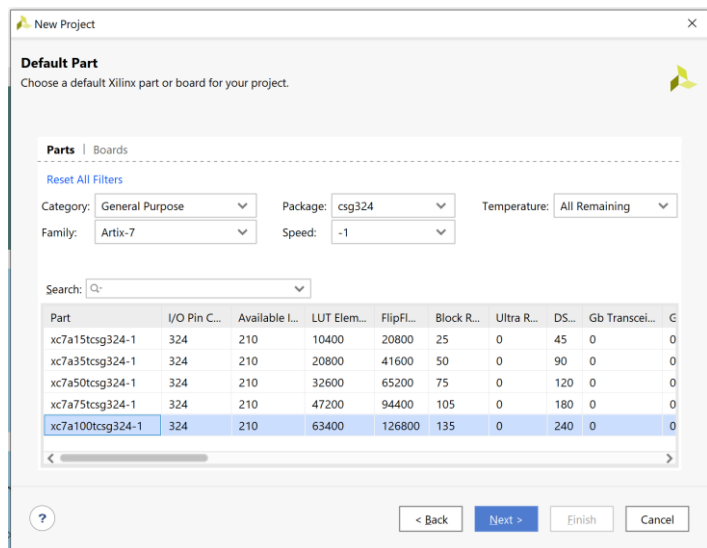 New Project
Default Part
Choose a default Xilinx part or board for your project.
Parts | Boards
Reset All Filters
Category: General Purpose Package: csg324 Temperature: All Remaining
Family: Artix-7 Speed: -1
Search: Q-
Part I/O Pin C... Available I... LUT Elem... FlipFl... Block R... Ultra R... DS... Gb Transcei... G
xc7a15tcsg324-1 324 210 10400 20800 25 0 45 0 0
xc7a35tcsg324-1 324 210 20800 41600 50 0 90 0 0
xc7a50tcsg324-1 324 210 32600 65200 75 0 120 0 0
xc7a75tcsg324-1 324 210 47200 94400 105 0 180 0 0
xc7a100tcsg324-1 324 210 63400 126800 135 0 240 0 0
? < Back Next > Finish Cancel